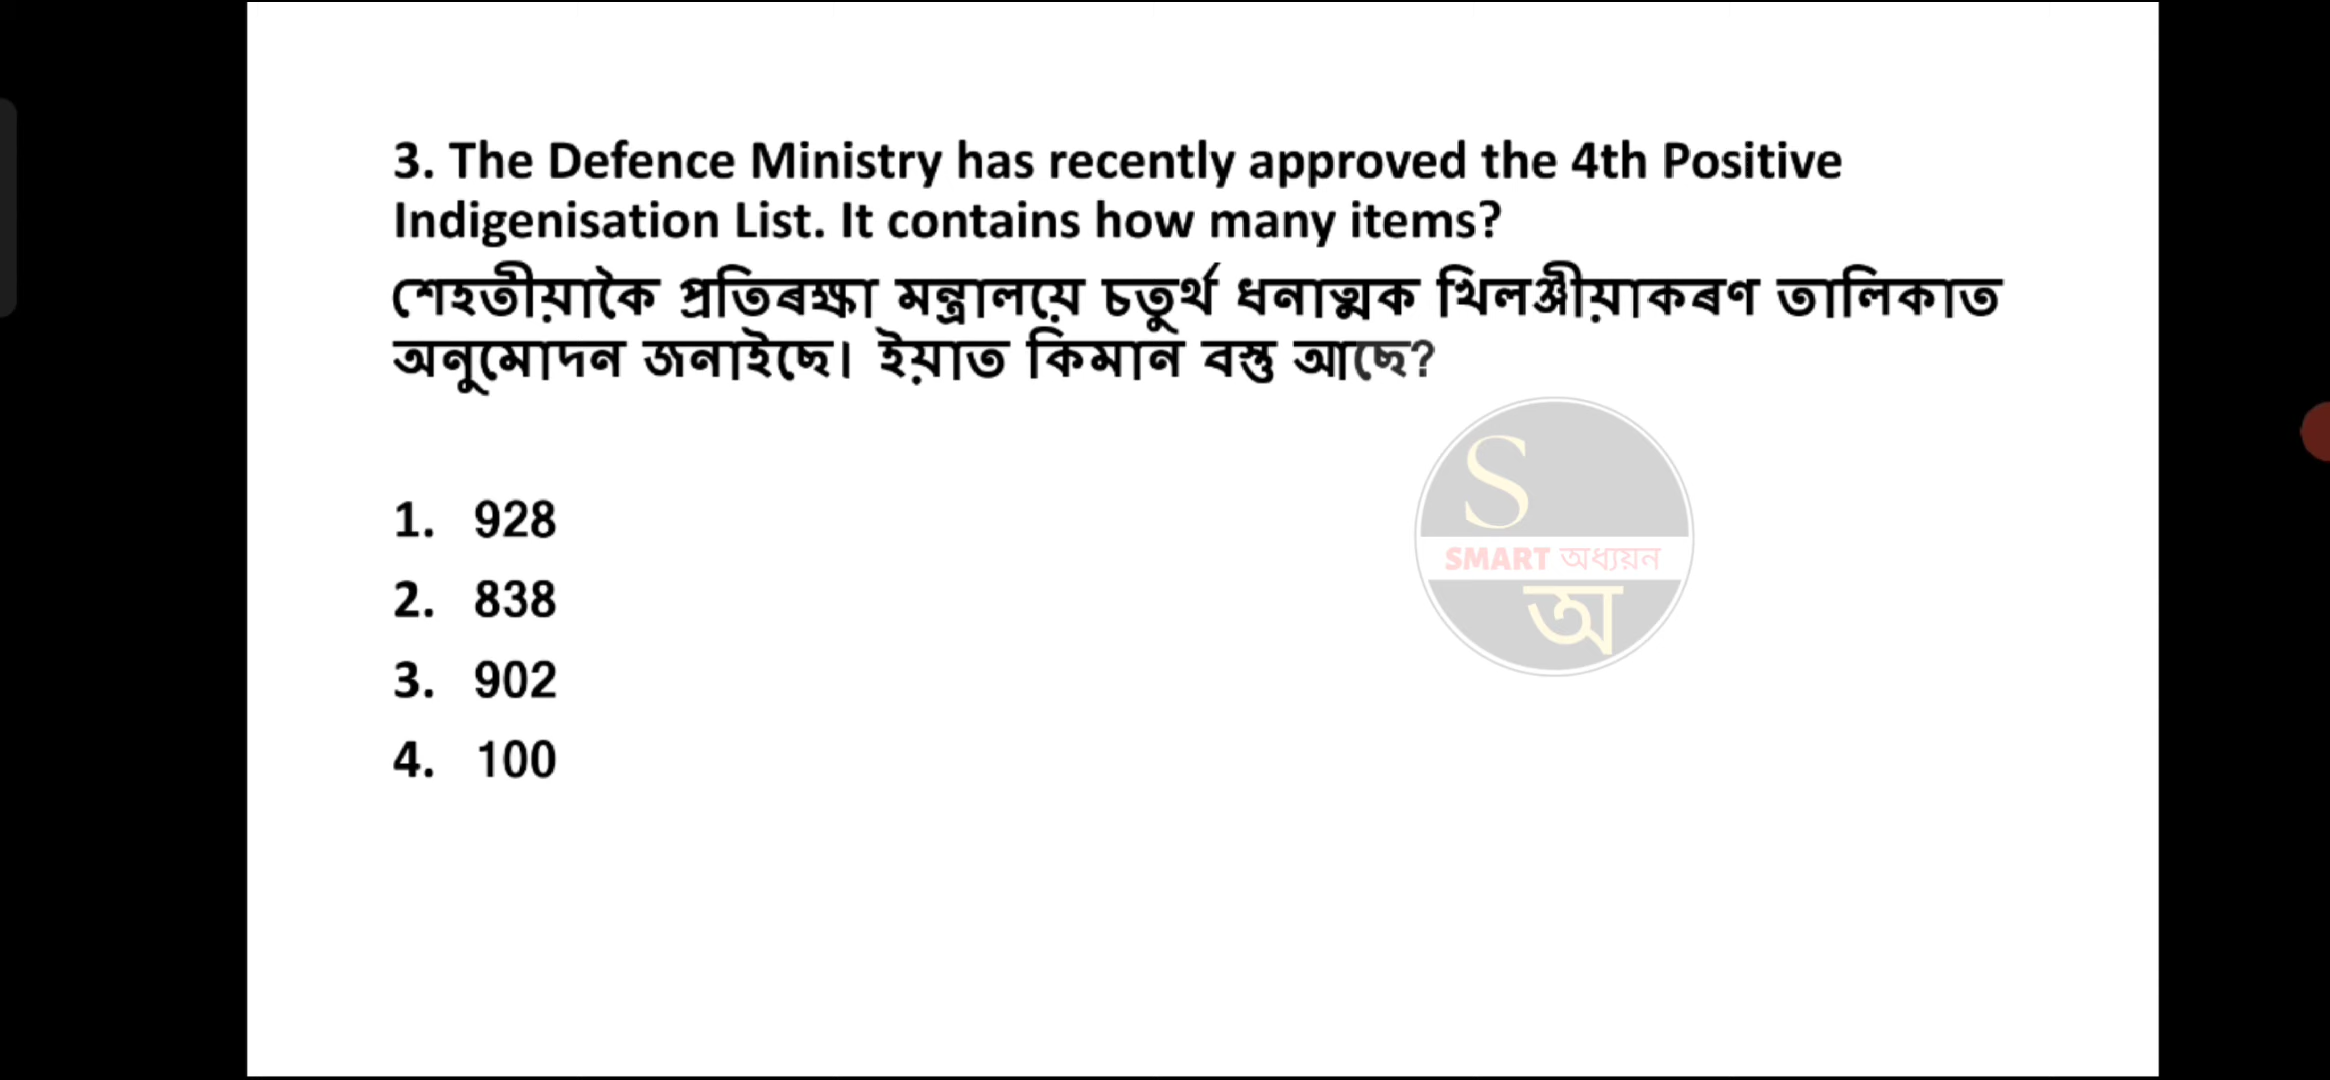 3. The Defence Ministry has recently approved the 4th Positive
Indigenisation List. It contains how many items?
শেহতীয়াকৈ প্ৰতিৰক্ষা মন্ত্ৰালয়ে চতুৰ্থ ধনাত্মক খিলঞ্জীয়াকৰণ তালিকাত
অনুমোদন জনাইছে। ইয়াত কিমান বস্তু আছে?
1. 928
2. 838
3. 902
4. 100
S
SMART অধ্যয়ন
অ